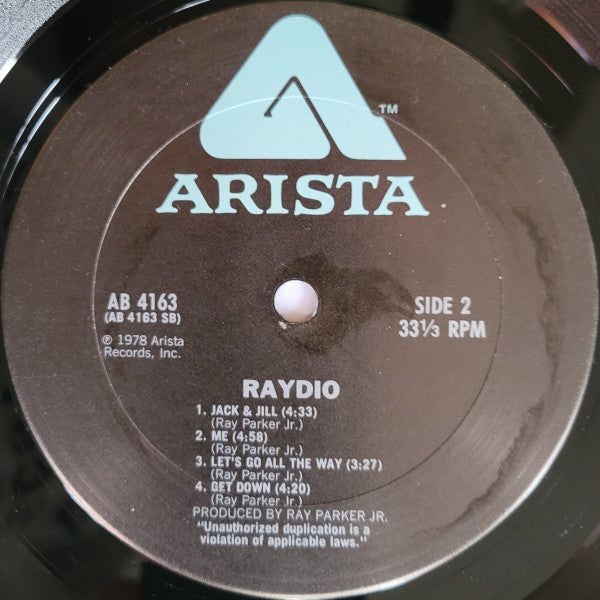 ™
ARISTA
AB 4163
(AB 4163 SB)
℗ 1978 Arista
Records, Inc.
SIDE 2
33⅓ RPM
RAYDIO
1. JACK & JILL (4:33)
(Ray Parker Jr.)
2. ME (4:58)
(Ray Parker Jr.)
3. LET'S GO ALL THE WAY (3:27)
(Ray Parker Jr.)
4. GET DOWN (4:20)
(Ray Parker Jr.)
PRODUCED BY RAY PARKER JR.
"Unauthorized duplication is a
violation of applicable laws."